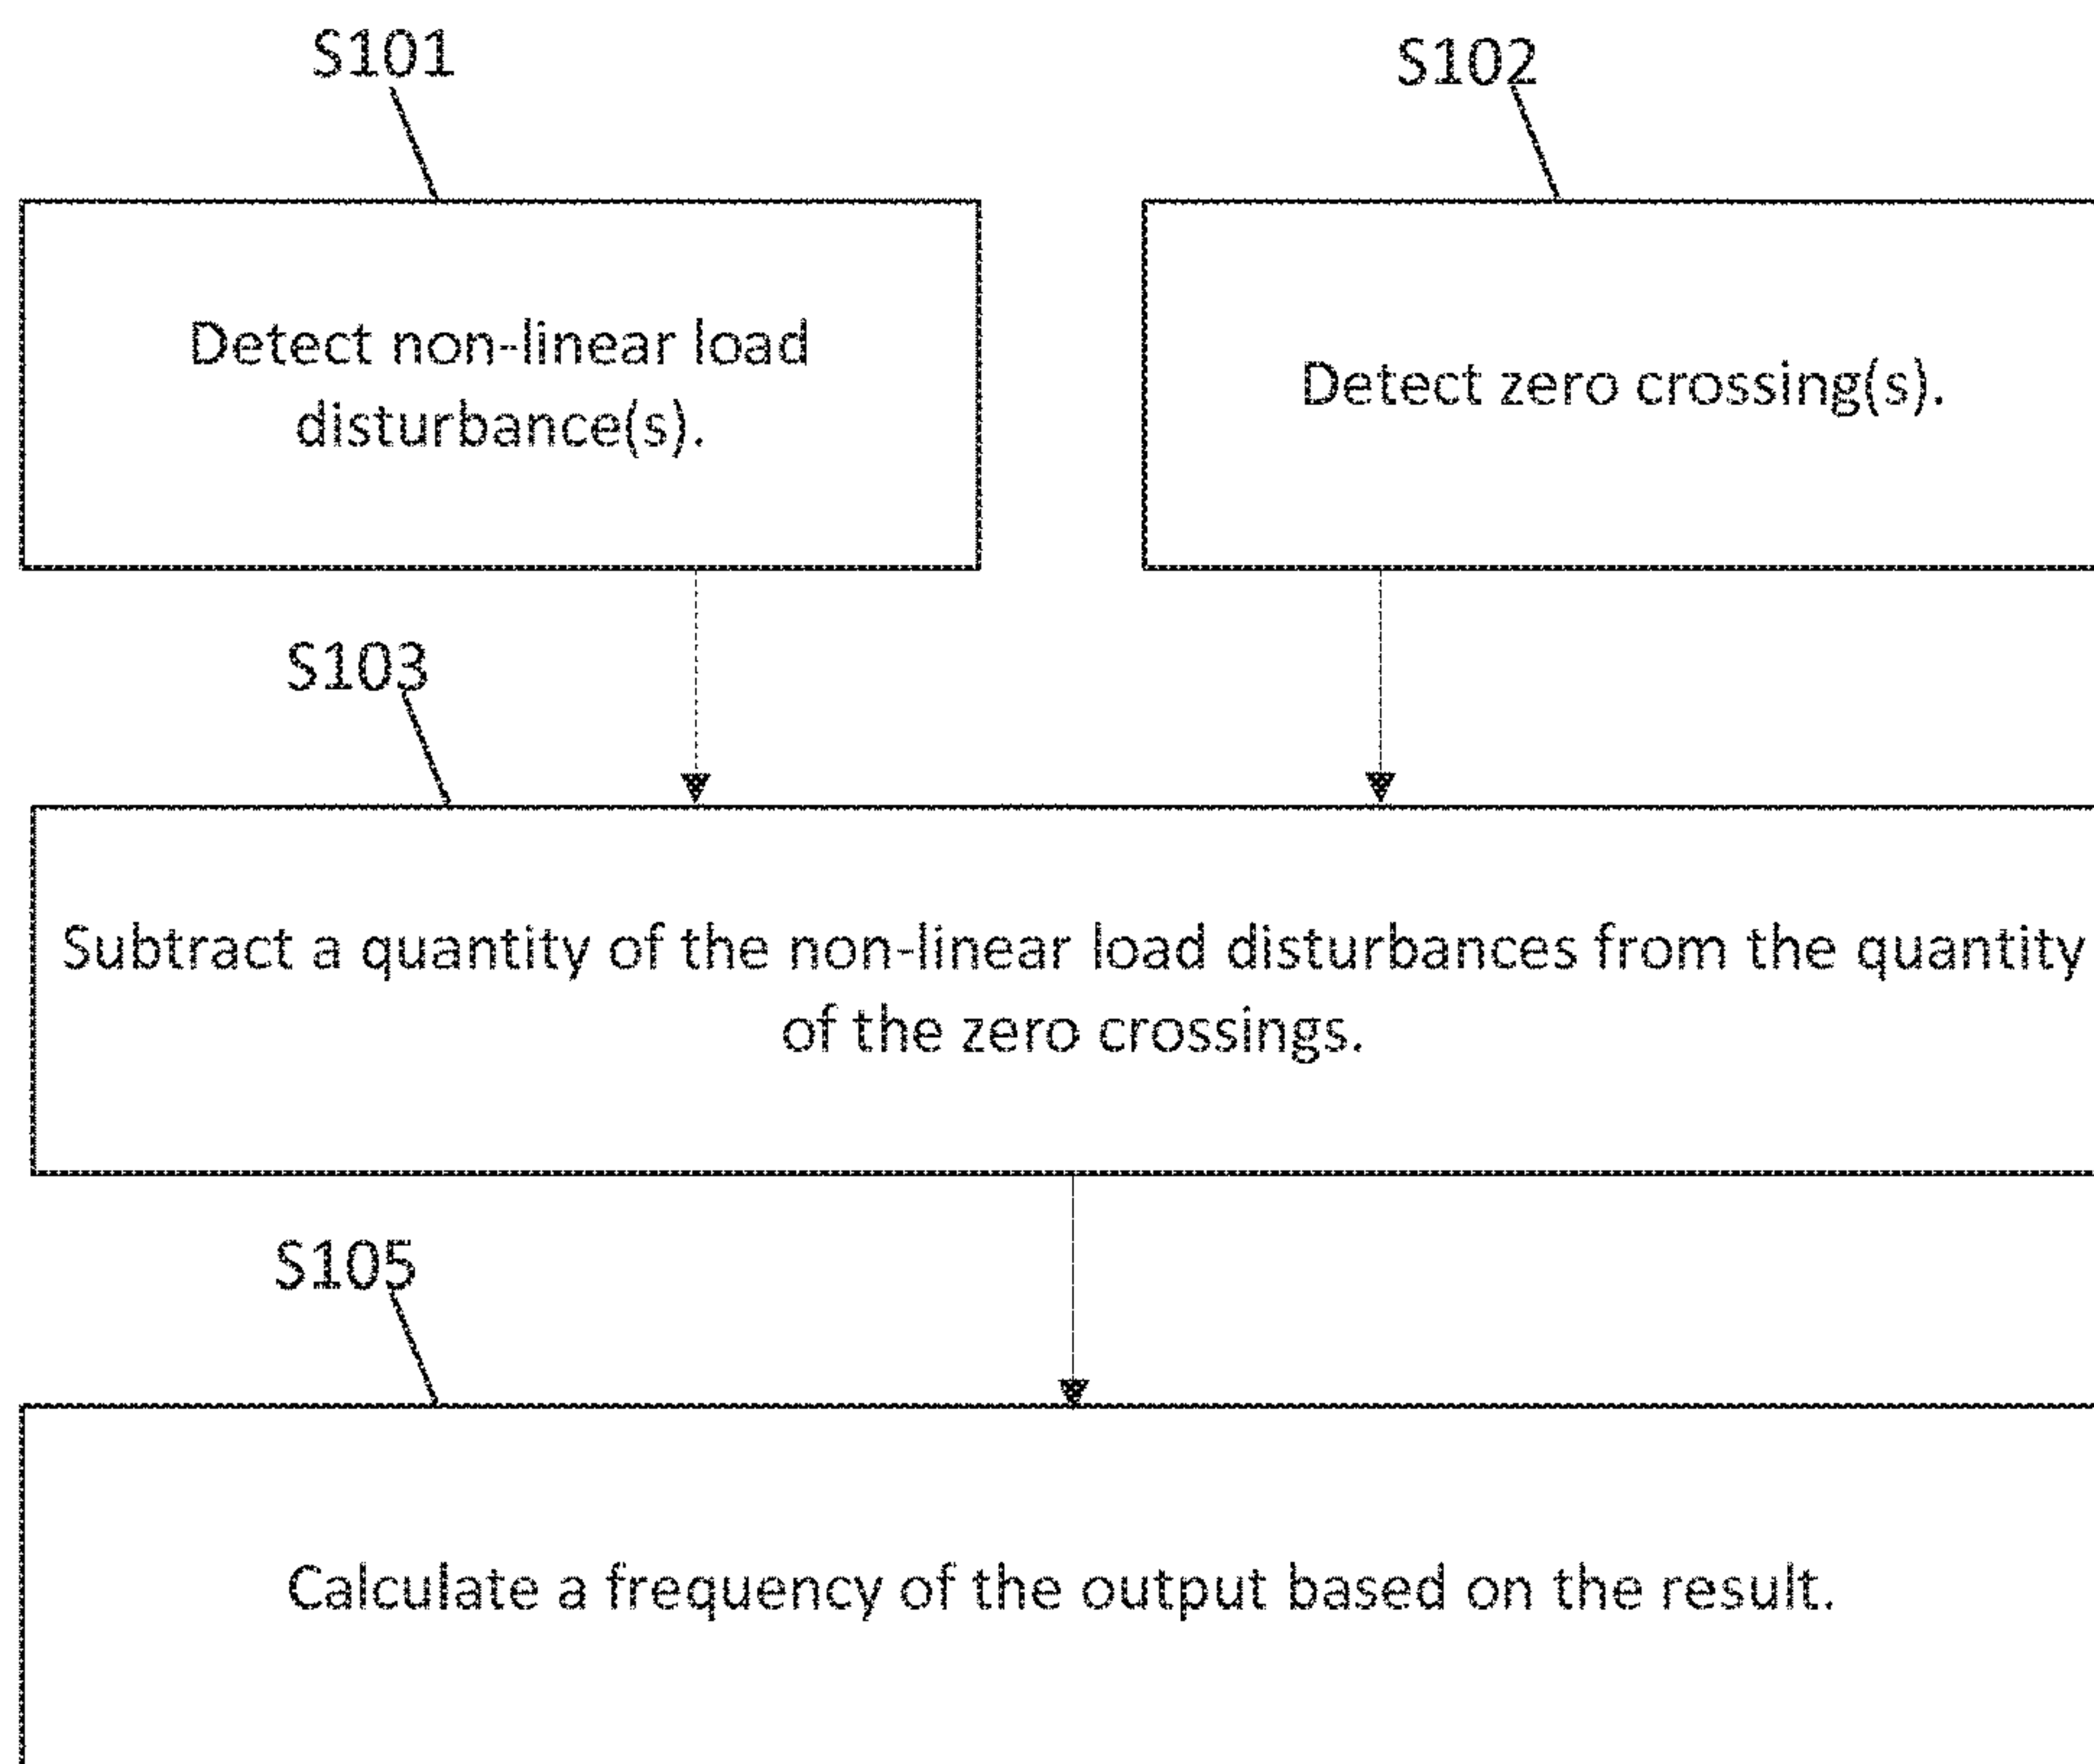 S101
S102
Detect non-linear load
disturbance(s).
Detect zero crossing(s).
S103
Subtract a quantity of the non-linear load disturbances from the quantity
of the zero crossings.
S105
Calculate a frequency of the output based on the result.